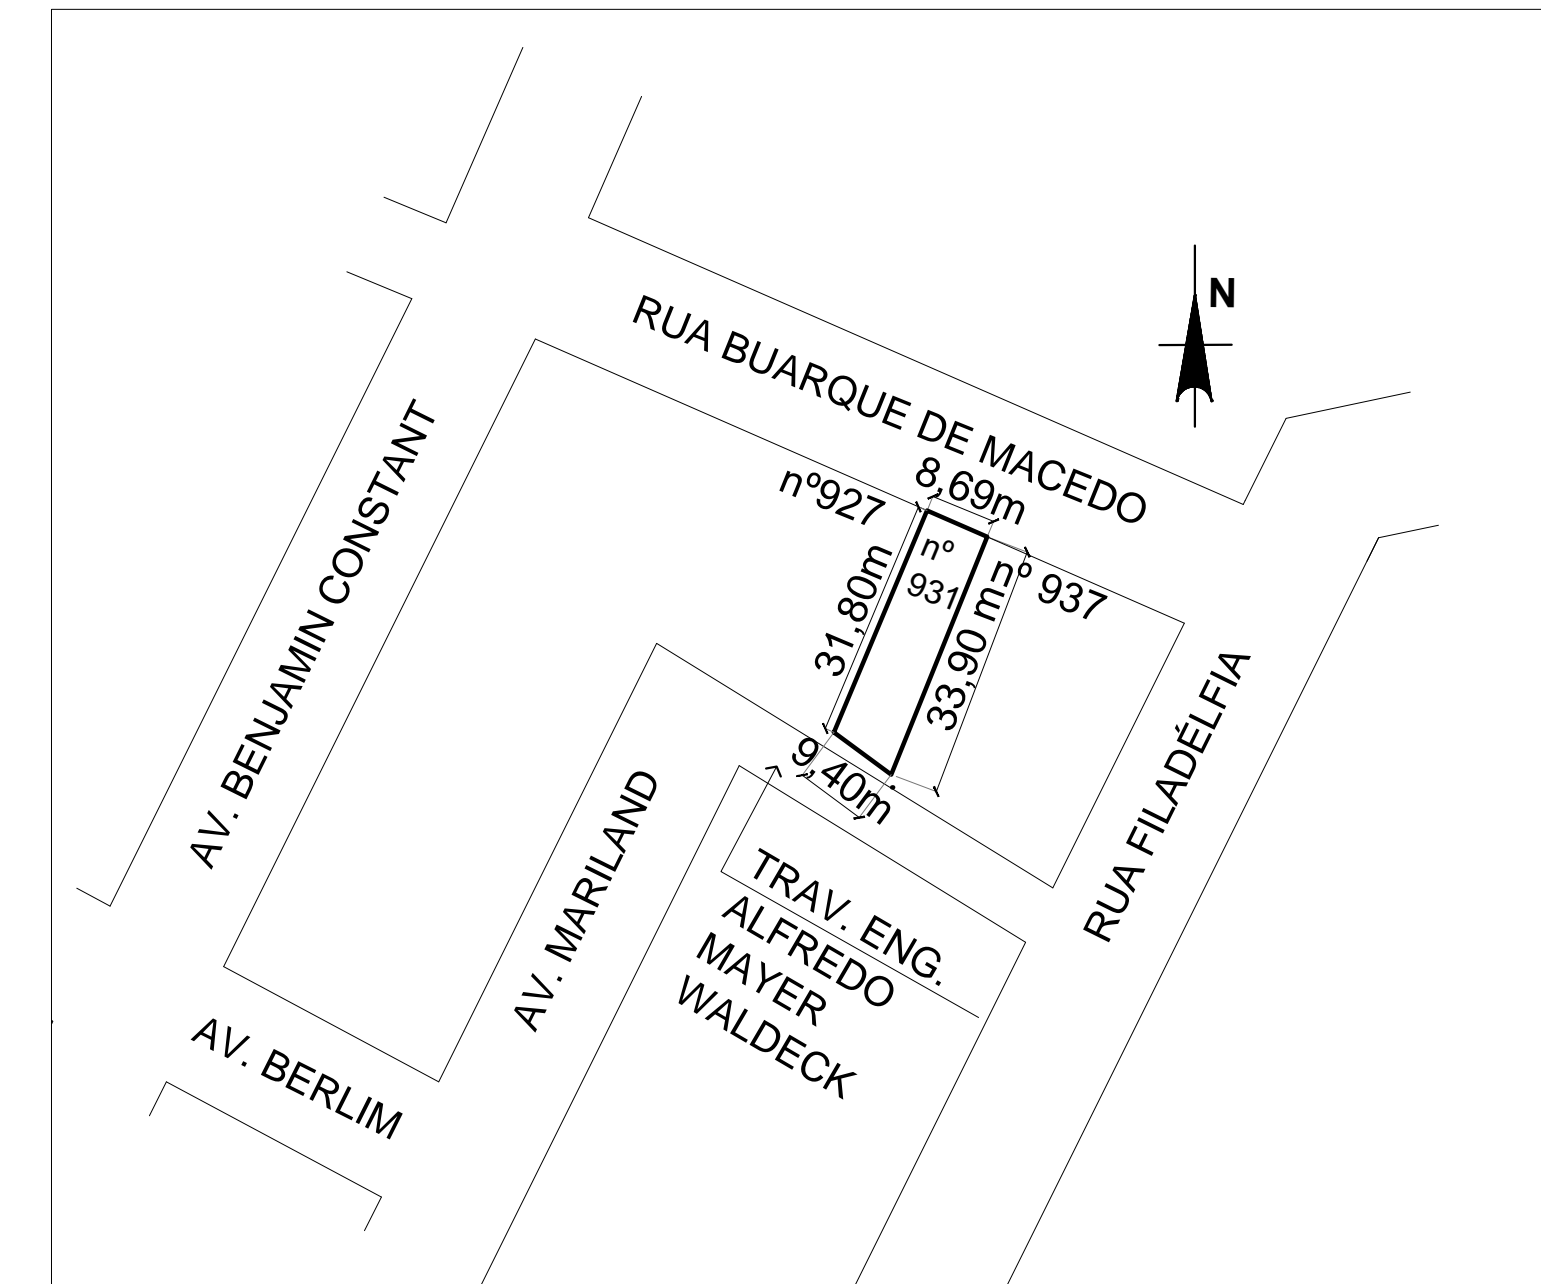 N
RUA BUARQUE DE MACEDO
8,69m
nº927
nº
931
nº 937
31,80m
33,90 m
9,40m
AV. BENJAMIN CONSTANT
AV. MARILAND
RUA FILADÉLFIA
TRAV. ENG.
ALFREDO
MAYER
WALDECK
AV. BERLIM